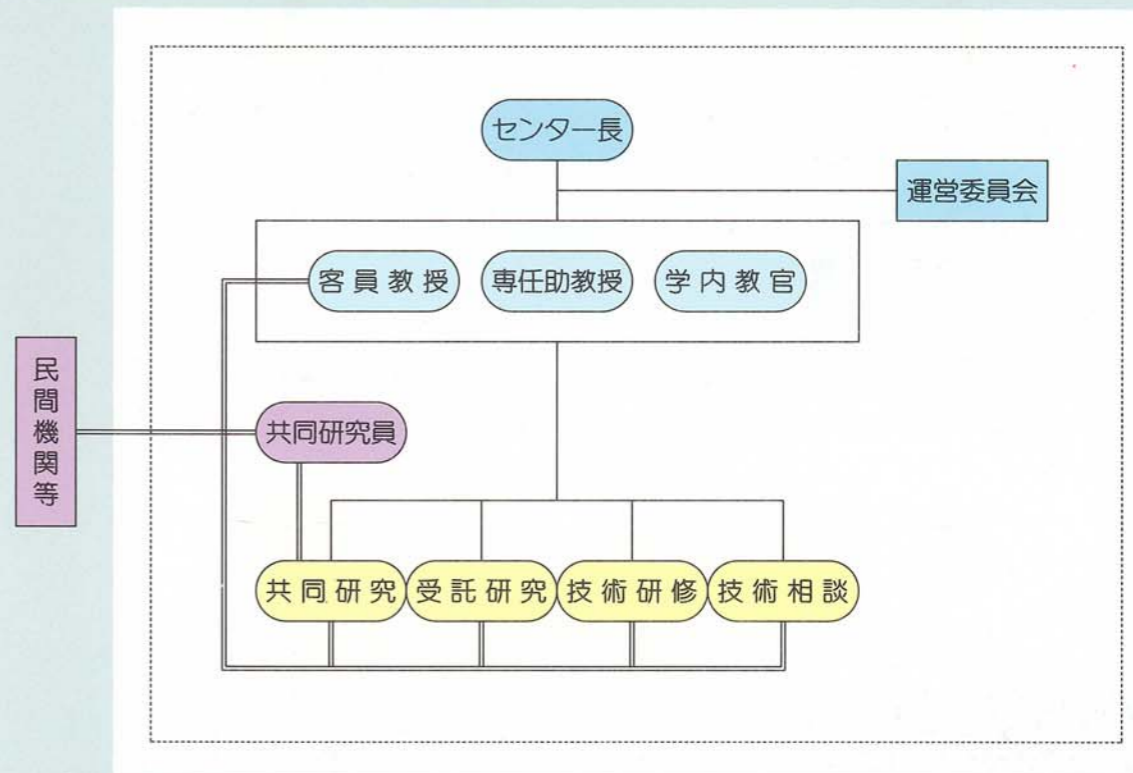 センター長
運営委員会
客員教授
専任助教授
学内教官
民間機関等
共同研究員
共同研究
受託研究
技術研修
技術相談